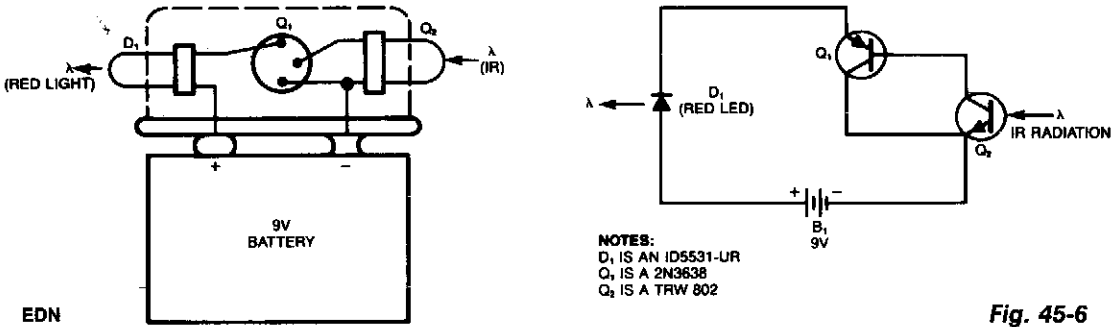 D₁
Q₁
Q₂
λ
(RED LIGHT)
λ
(IR)
+
−
9V
BATTERY
EDN
Q₁
D₁
(RED LED)
λ
λ
IR RADIATION
Q₂
+
−
B₁
9V
NOTES:
D₁ IS AN ID5531-UR
Q₁ IS A 2N3638
Q₂ IS A TRW 802
Fig. 45-6